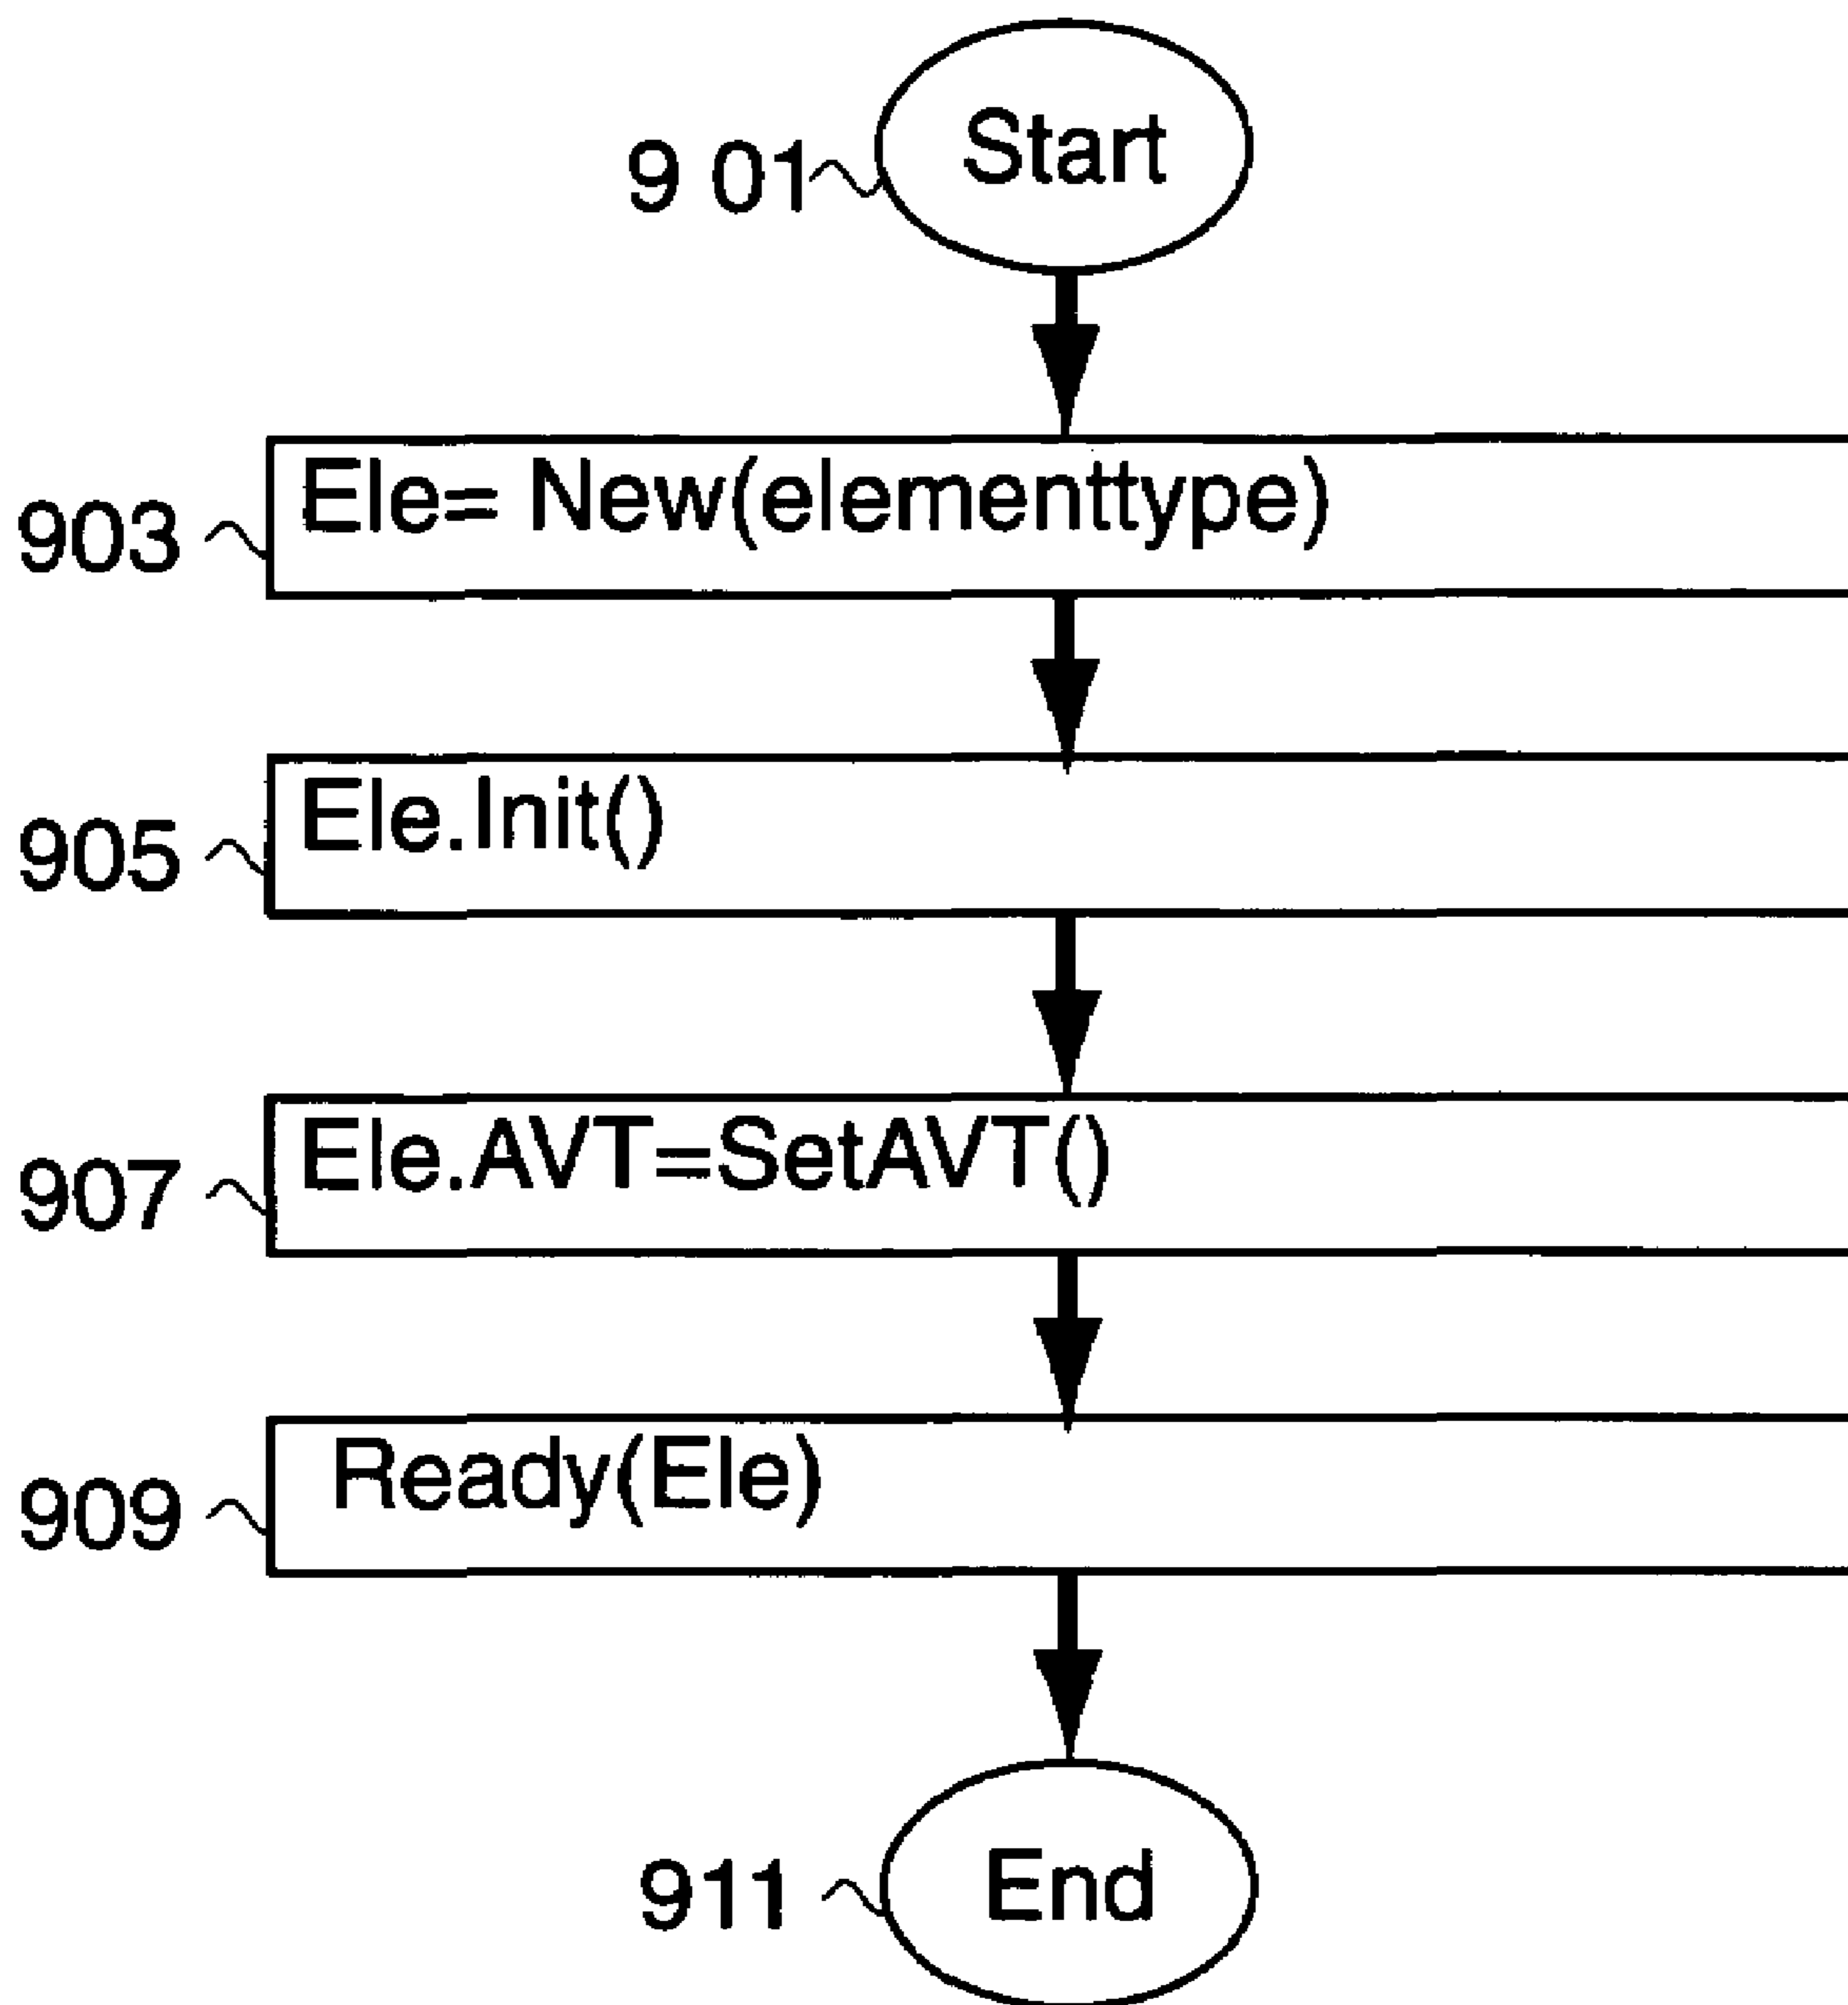 9 01 Start
903 Ele= New(elementtype)
905 Ele.Init()
907 Ele.AVT=SetAVT()
909 Ready(Ele)
911 End